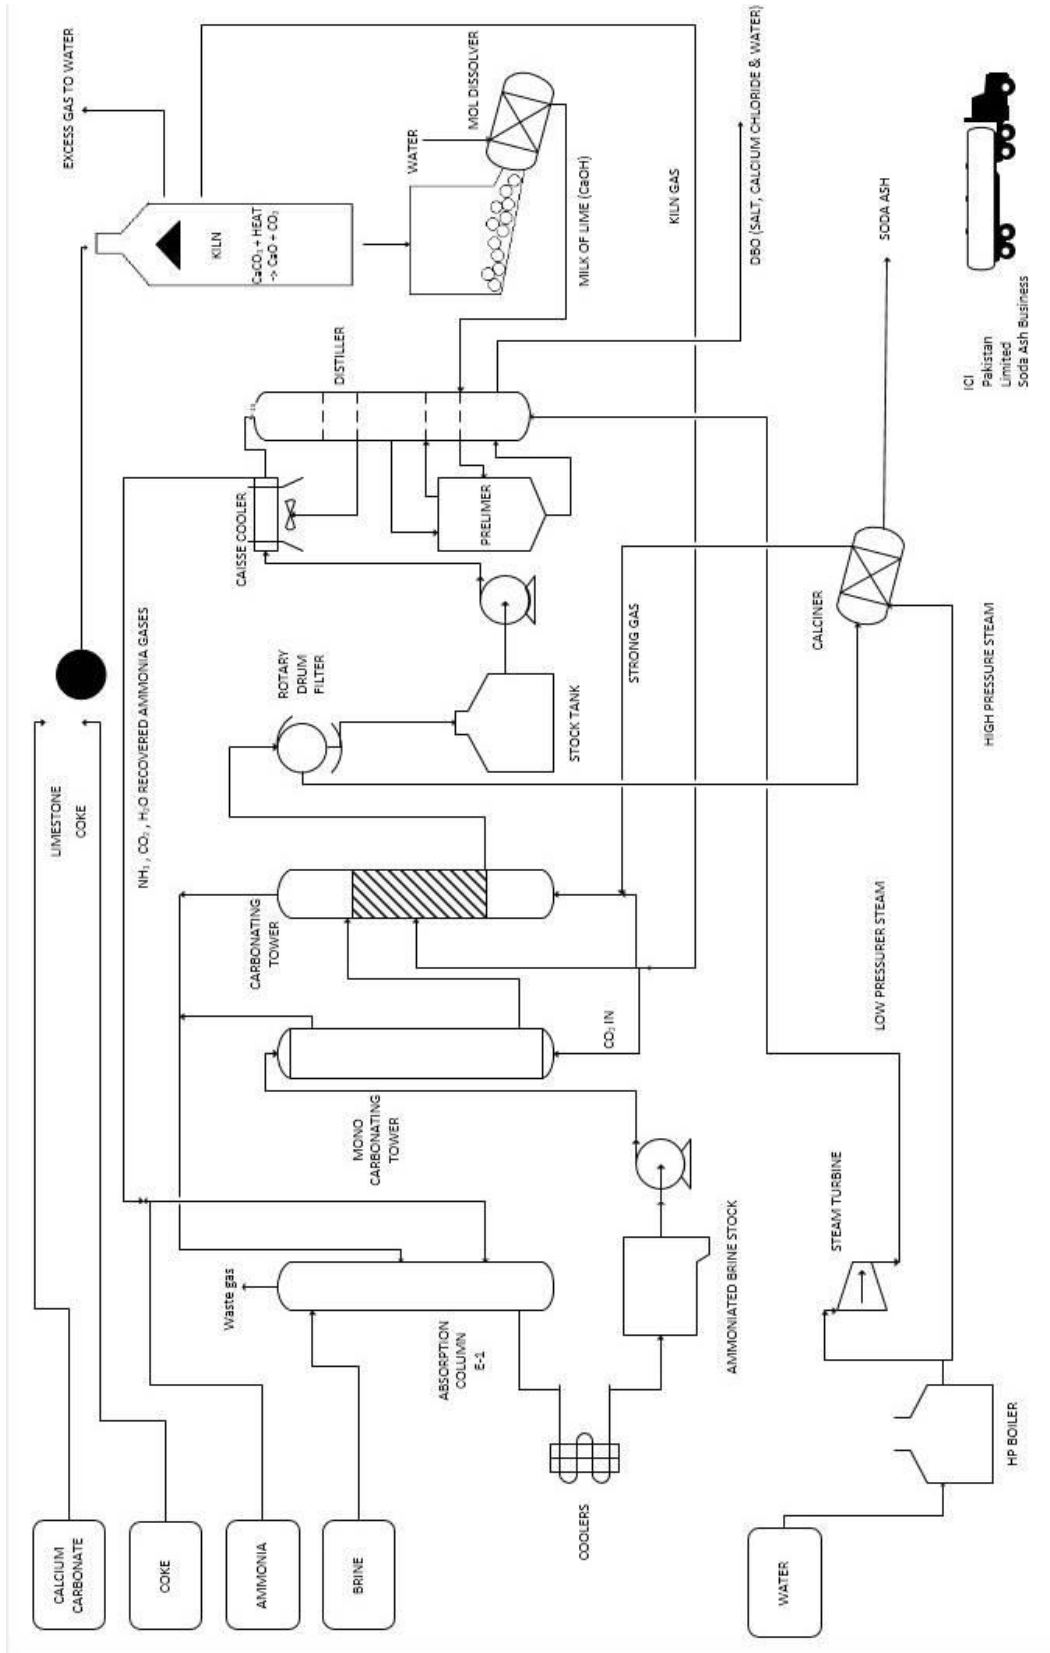 CALCIUM
CARBONATE
COKE
AMMONIA
BRINE
WATER
LIMESTONE
COKE
EXCESS GAS TO WATER
KILN
CaCO₃ + HEAT
-> CaO + CO₂
WATER
MOL DISSOLVER
MILK OF LIME (CaOH)
KILN GAS
DBO (SALT, CALCIUM CHLORIDE & WATER)
NH₃ , CO₂ , H₂O RECOVERED AMMONIA GASES
CAISSE COOLER
DISTILLER
PRELIMER
ROTARY
DRUM
FILTER
STOCK TANK
STRONG GAS
CARBONATING
TOWER
MONO
CARBONATING
TOWER
CO₂ IN
Waste gas
ABSORPTION
COLUMN
E-1
COOLERS
AMMONIATED BRINE STOCK
STEAM TURBINE
HP BOILER
LOW PRESSURER STEAM
HIGH PRESSURE STEAM
CALCINER
SODA ASH
ICI
Pakistan
Limited
Soda Ash Business